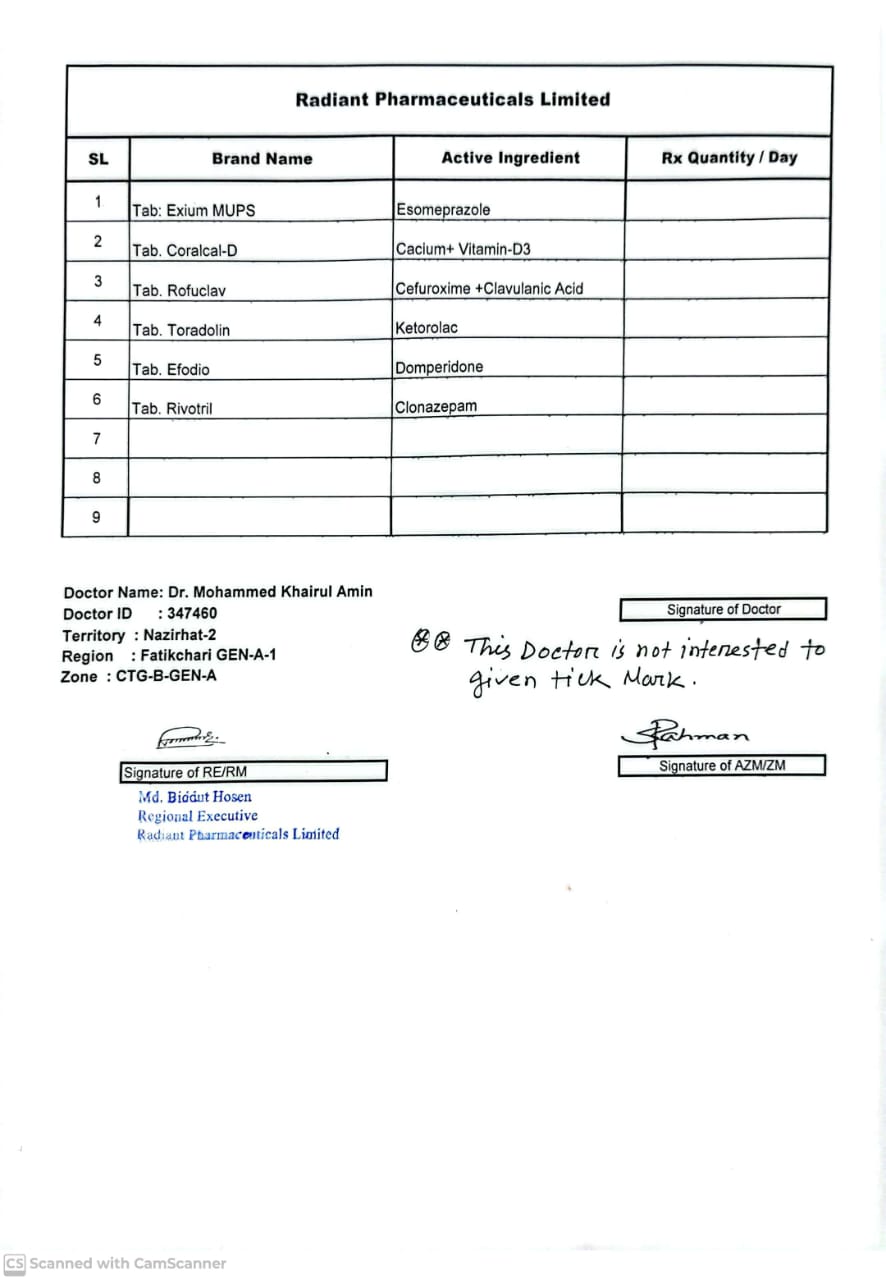 Radiant Pharmaceuticals Limited
SL Brand Name Active Ingredient Rx Quantity / Day
1 Tab: Exium MUPS Esomeprazole
2 Tab. Coralcal-D Cacium+ Vitamin-D3
3 Tab. Rofuclav Cefuroxime +Clavulanic Acid
4 Tab. Toradolin Ketorolac
5 Tab. Efodio Domperidone
6 Tab. Rivotril Clonazepam
7
8
9
Doctor Name: Dr. Mohammed Khairul Amin
Doctor ID : 347460
Territory : Nazirhat-2
Region : Fatikchari GEN-A-1
Zone : CTG-B-GEN-A
Signature of Doctor
This Doctor is not interested to
given tick Mark.
Signature of RE/RM
Md. Biddut Hosen
Regional Executive
Radiant Pharmaceuticals Limited
Rahman
Signature of AZM/ZM
CS Scanned with CamScanner